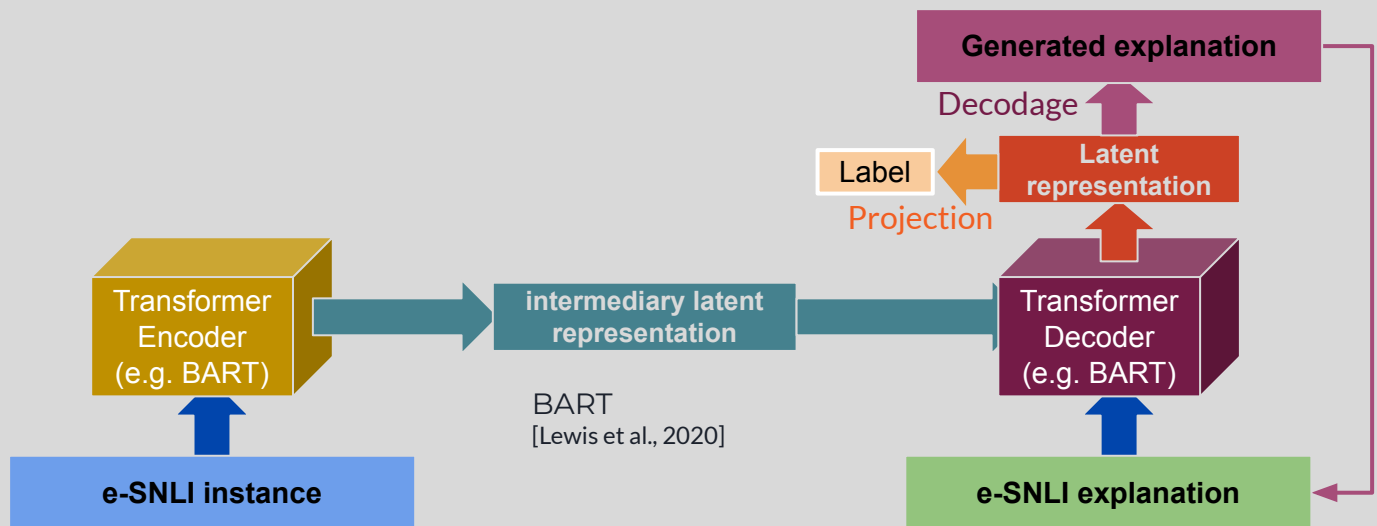 Generated explanation
Decodage
Label
Latent
representation
Projection
Transformer
Encoder
(e.g. BART)
intermediary latent
representation
Transformer
Decoder
(e.g. BART)
BART
[Lewis et al., 2020]
e-SNLI instance
e-SNLI explanation